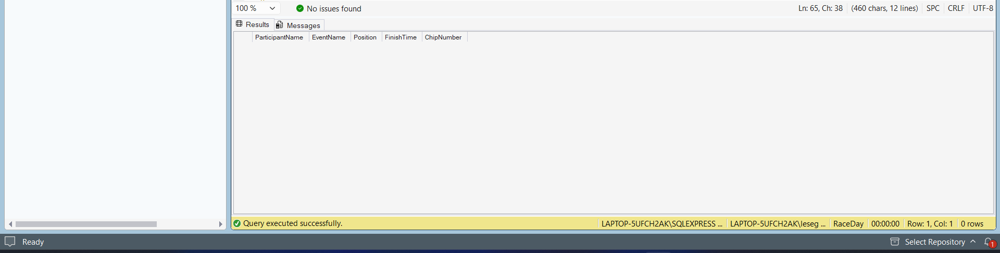 100 % No issues found Ln: 65, Ch: 38 (460 chars, 12 lines) SPC CRLF UTF-8
Results Messages
ParticipantName EventName Position FinishTime ChipNumber
Query executed successfully. LAPTOP-5UFCH2AK\SQLEXPRESS ... LAPTOP-5UFCH2AK\leseg ... RaceDay 00:00:00 Row: 1, Col: 1 0 rows
Ready Select Repository 1